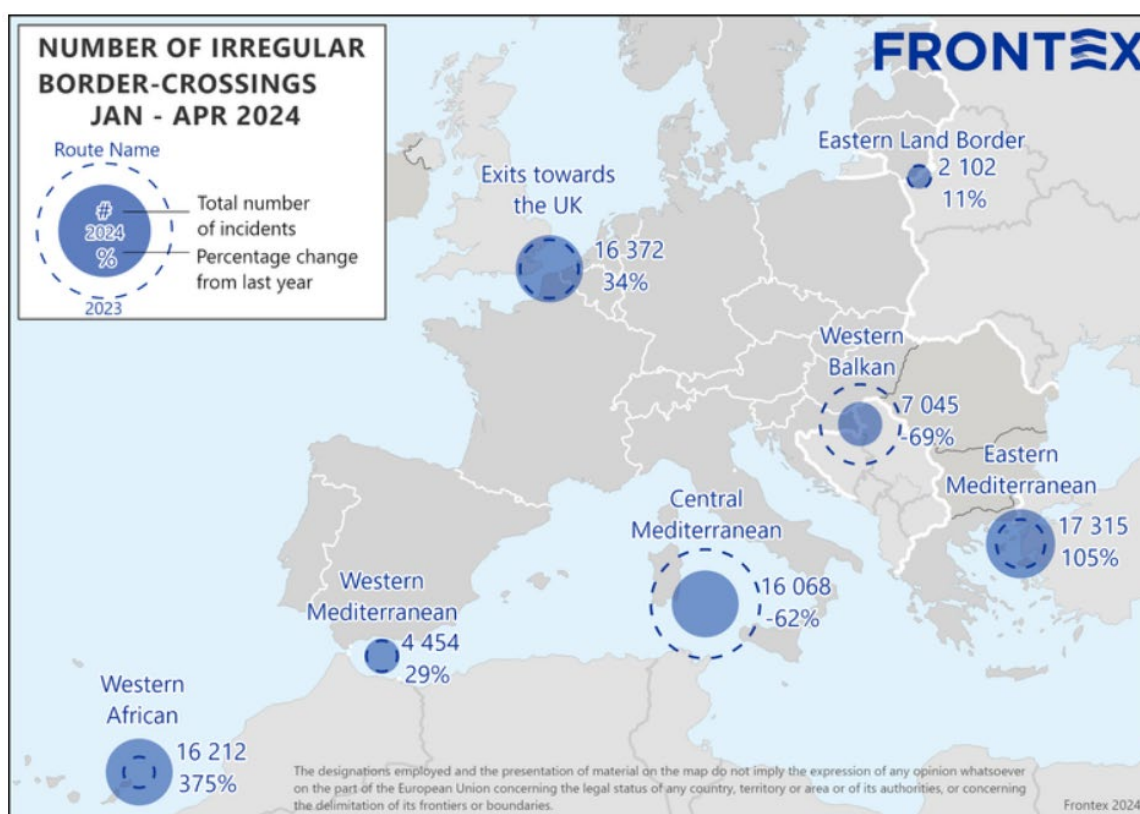 NUMBER OF IRREGULAR
BORDER-CROSSINGS
JAN - APR 2024
Route Name
#
2024
%
Total number
of incidents
Percentage change
from last year
2023
FRONTEX
Eastern Land Border
2 102
11%
Exits towards
the UK
16 372
34%
Western
Balkan
7 045
-69%
Eastern
Mediterranean
17 315
105%
Central
Mediterranean
16 068
-62%
Western
Mediterranean
4 454
29%
Western
African
16 212
375%
The designations employed and the presentation of material on the map do not imply the expression of any opinion whatsoever
on the part of the European Union concerning the legal status of any country, territory or area or of its authorities, or concerning
the delimitation of its frontiers or boundaries.
Frontex 2024